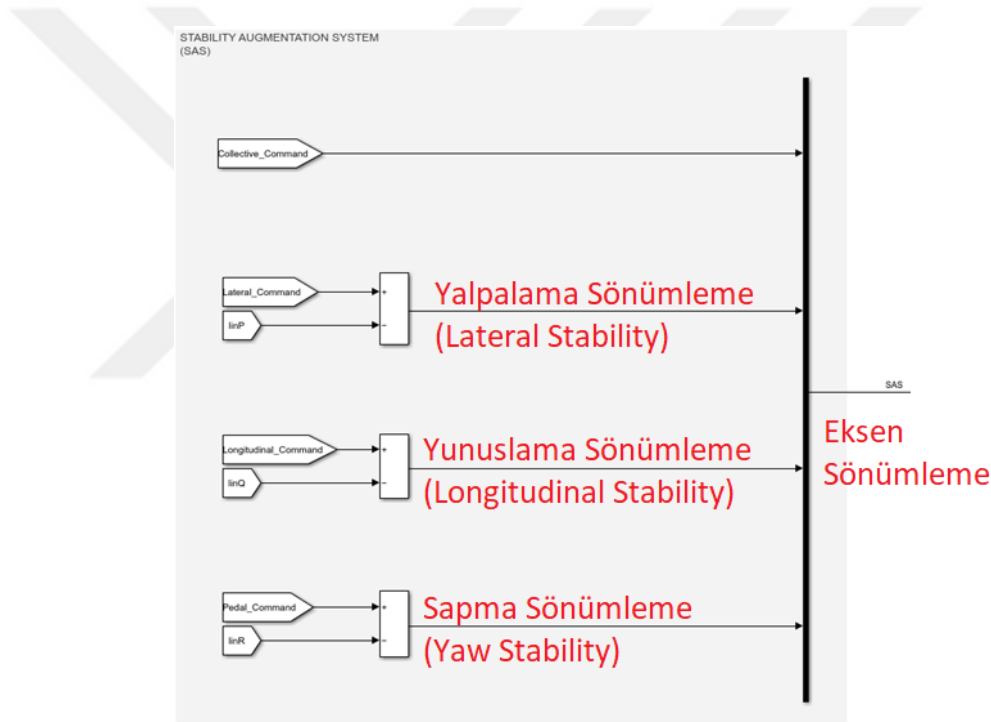 STABILITY AUGMENTATION SYSTEM
(SAS)
Collective_Command
Lateral_Command
linP
+
−
Yalpalama Sönümleme
(Lateral Stability)
SAS
Eksen
Sönümleme
Longitudinal_Command
linQ
+
−
Yunuslama Sönümleme
(Longitudinal Stability)
Pedal_Command
linR
+
−
Sapma Sönümleme
(Yaw Stability)